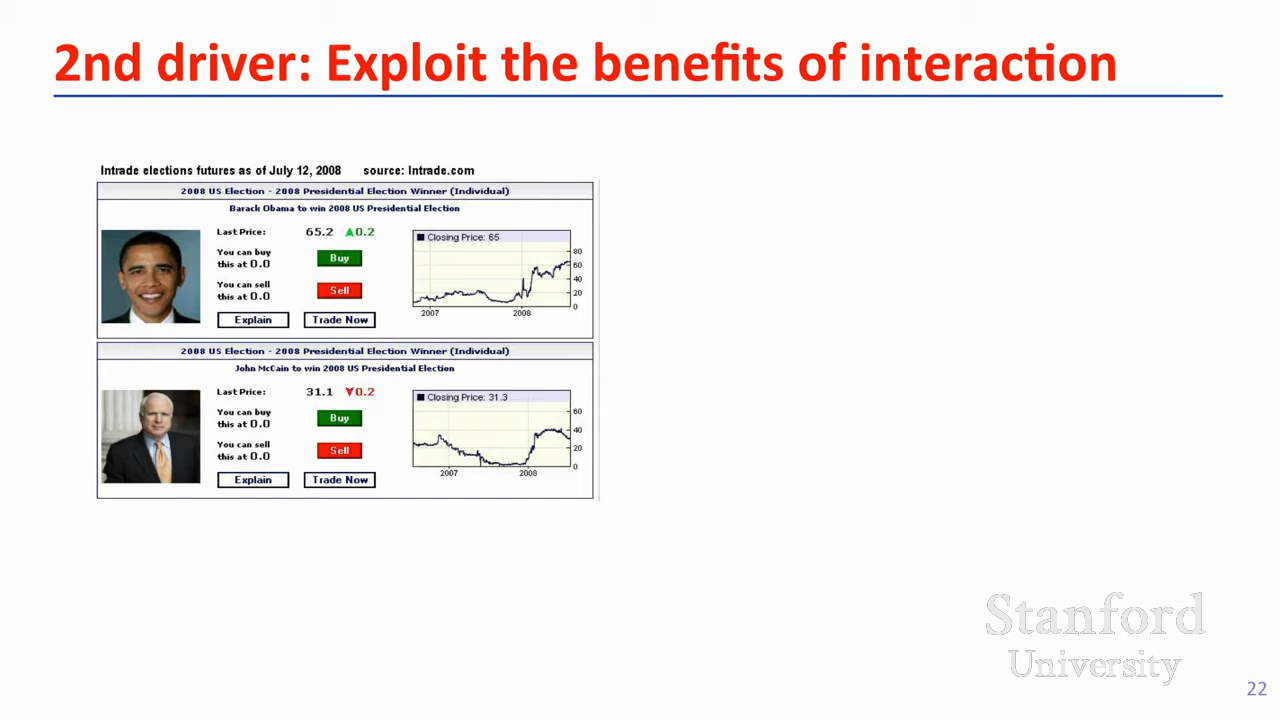 2nd driver: Exploit the benefits of interaction
Intrade elections futures as of July 12, 2008 source: Intrade.com
2008 US Election - 2008 Presidential Election Winner (Individual)
Barack Obama to win 2008 US Presidential Election
Last Price: 65.2 ▲0.2
You can buy
this at 0.0
Buy
You can sell
this at 0.0
Sell
Explain Trade Now
Closing Price: 65
80
60
40
20
0
2007 2008
2008 US Election - 2008 Presidential Election Winner (Individual)
John McCain to win 2008 US Presidential Election
Last Price: 31.1 ▼0.2
You can buy
this at 0.0
Buy
You can sell
this at 0.0
Sell
Explain Trade Now
Closing Price: 31.3
60
40
20
0
2007 2008
Stanford
University
22